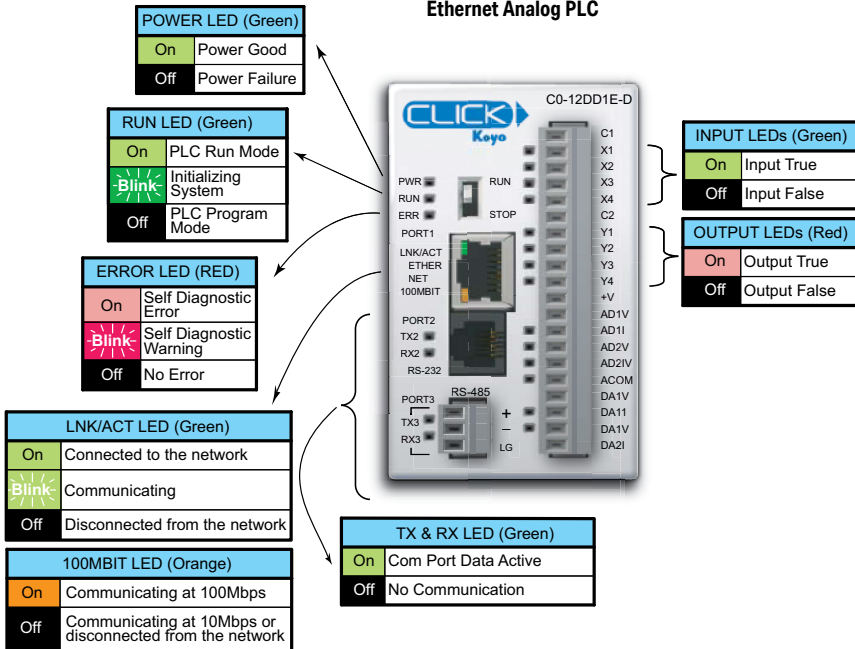 Ethernet Analog PLC
POWER LED (Green)
On Power Good
Off Power Failure
RUN LED (Green)
On PLC Run Mode
Blink Initializing
System
Off PLC Program
Mode
ERROR LED (RED)
On Self Diagnostic
Error
Blink Self Diagnostic
Warning
Off No Error
LNK/ACT LED (Green)
On Connected to the network
Blink Communicating
Off Disconnected from the network
100MBIT LED (Orange)
On Communicating at 100Mbps
Off Communicating at 10Mbps or
disconnected from the network
CLICK
Koyo
C0-12DD1E-D
PWR
RUN
ERR
RUN
STOP
PORT1
LNK/ACT
ETHER
NET
100MBIT
PORT2
TX2
RX2
RS-232
PORT3
RS-485
TX3
RX3
+
–
LG
C1
X1
X2
X3
X4
C2
Y1
Y2
Y3
Y4
+V
AD1V
AD1I
AD2V
AD2IV
ACOM
DA1V
DA11
DA1V
DA2I
INPUT LEDs (Green)
On Input True
Off Input False
OUTPUT LEDs (Red)
On Output True
Off Output False
TX & RX LED (Green)
On Com Port Data Active
Off No Communication